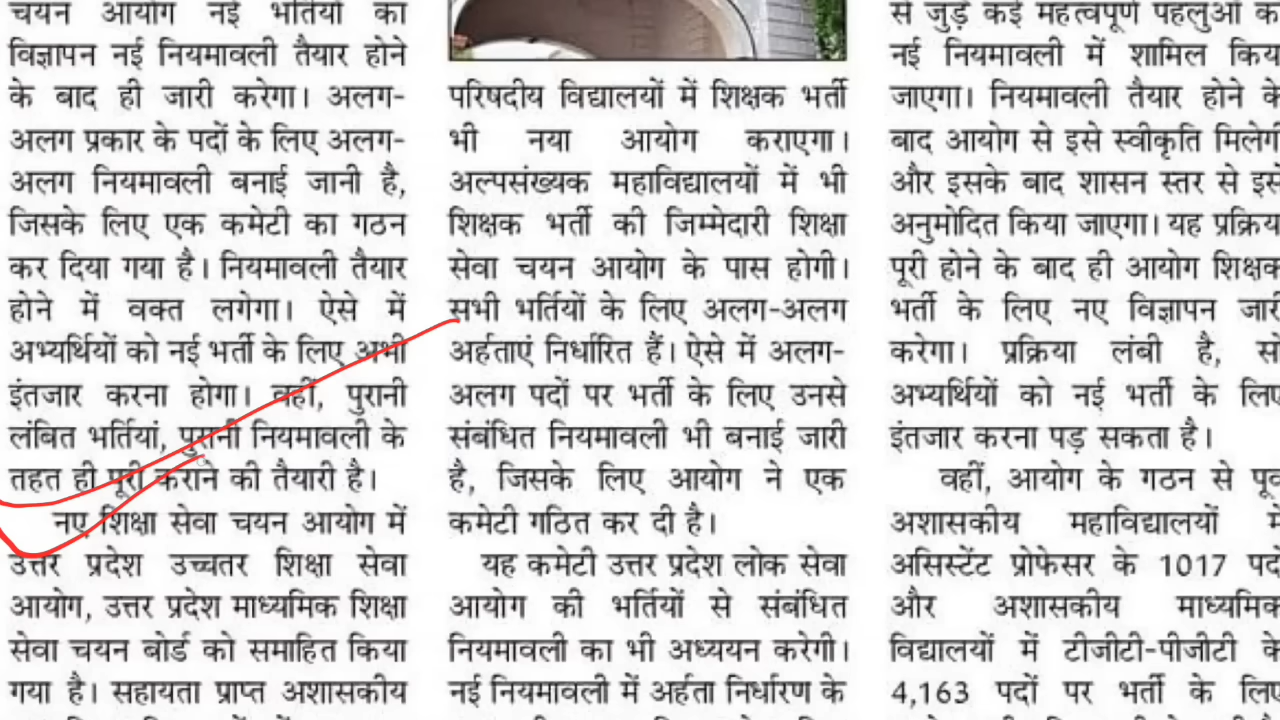 चयन आयोग नई भर्तियों का
विज्ञापन नई नियमावली तैयार होने
के बाद ही जारी करेगा। अलग-
अलग प्रकार के पदों के लिए अलग-
अलग नियमावली बनाई जानी है,
जिसके लिए एक कमेटी का गठन
कर दिया गया है। नियमावली तैयार
होने में वक्त लगेगा। ऐसे में
अभ्यर्थियों को नई भर्ती के लिए अभी
इंतजार करना होगा। वहीं, पुरानी
लंबित भर्तियां, पुरानी नियमावली के
तहत ही पूरी कराने की तैयारी है।
नए शिक्षा सेवा चयन आयोग में
उत्तर प्रदेश उच्चतर शिक्षा सेवा
आयोग, उत्तर प्रदेश माध्यमिक शिक्षा
सेवा चयन बोर्ड को समाहित किया
गया है। सहायता प्राप्त अशासकीय
परिषदीय विद्यालयों में शिक्षक भर्ती
भी नया आयोग कराएगा।
अल्पसंख्यक महाविद्यालयों में भी
शिक्षक भर्ती की जिम्मेदारी शिक्षा
सेवा चयन आयोग के पास होगी।
सभी भर्तियों के लिए अलग-अलग
अर्हताएं निर्धारित हैं। ऐसे में अलग-
अलग पदों पर भर्ती के लिए उनसे
संबंधित नियमावली भी बनाई जारी
है, जिसके लिए आयोग ने एक
कमेटी गठित कर दी है।
यह कमेटी उत्तर प्रदेश लोक सेवा
आयोग की भर्तियों से संबंधित
नियमावली का भी अध्ययन करेगी।
नई नियमावली में अर्हता निर्धारण के
से जुड़े कई महत्वपूर्ण पहलुओं
नई नियमावली में शामिल किय
जाएगा। नियमावली तैयार होने के
बाद आयोग से इसे स्वीकृति मिलेग
और इसके बाद शासन स्तर से इसे
अनुमोदित किया जाएगा। यह प्रक्रिय
पूरी होने के बाद ही आयोग शिक्षक
भर्ती के लिए नए विज्ञापन जारी
करेगा। प्रक्रिया लंबी है, सो
अभ्यर्थियों को नई भर्ती के लिए
इंतजार करना पड़ सकता है।
वहीं, आयोग के गठन से पूर्व
अशासकीय महाविद्यालयों में
असिस्टेंट प्रोफेसर के 1017 पदों
और अशासकीय माध्यमिक
विद्यालयों में टीजीटी-पीजीटी के
4,163 पदों पर भर्ती के लिए